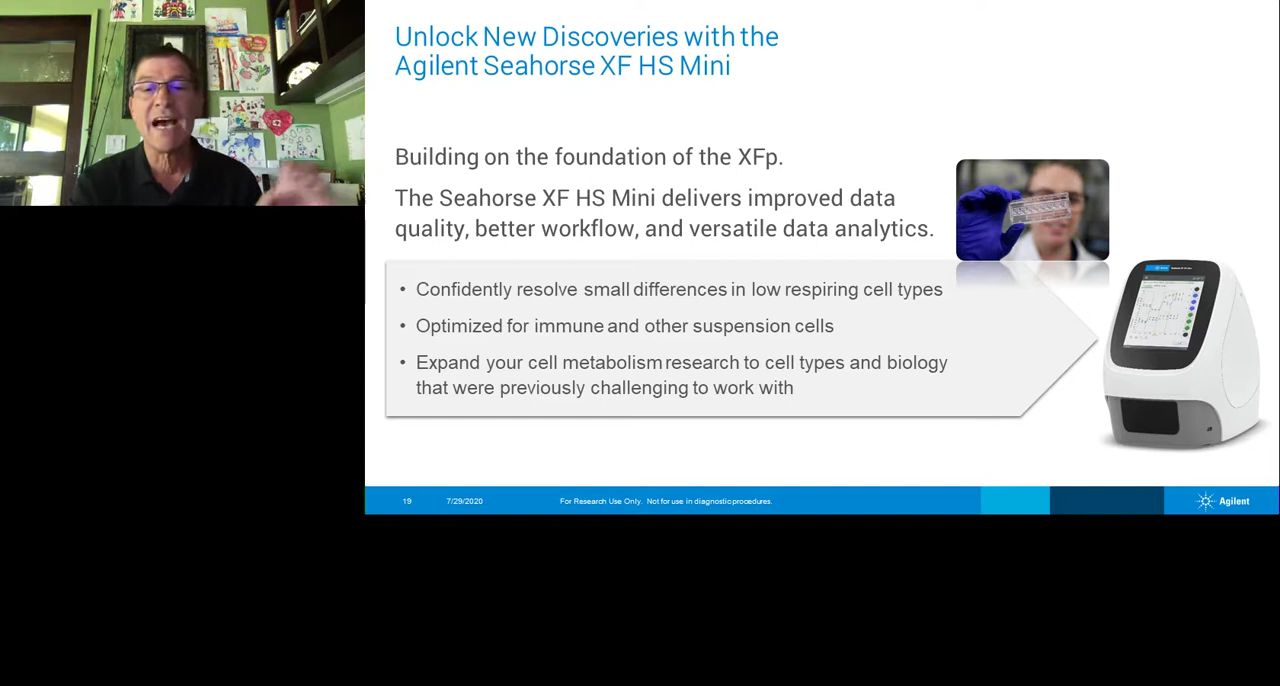 Unlock New Discoveries with the
Agilent Seahorse XF HS Mini
Building on the foundation of the XFp.
The Seahorse XF HS Mini delivers improved data
quality, better workflow, and versatile data analytics.
• Confidently resolve small differences in low respiring cell types
• Optimized for immune and other suspension cells
• Expand your cell metabolism research to cell types and biology
that were previously challenging to work with
19 7/29/2020 For Research Use Only. Not for use in diagnostic procedures. Agilent